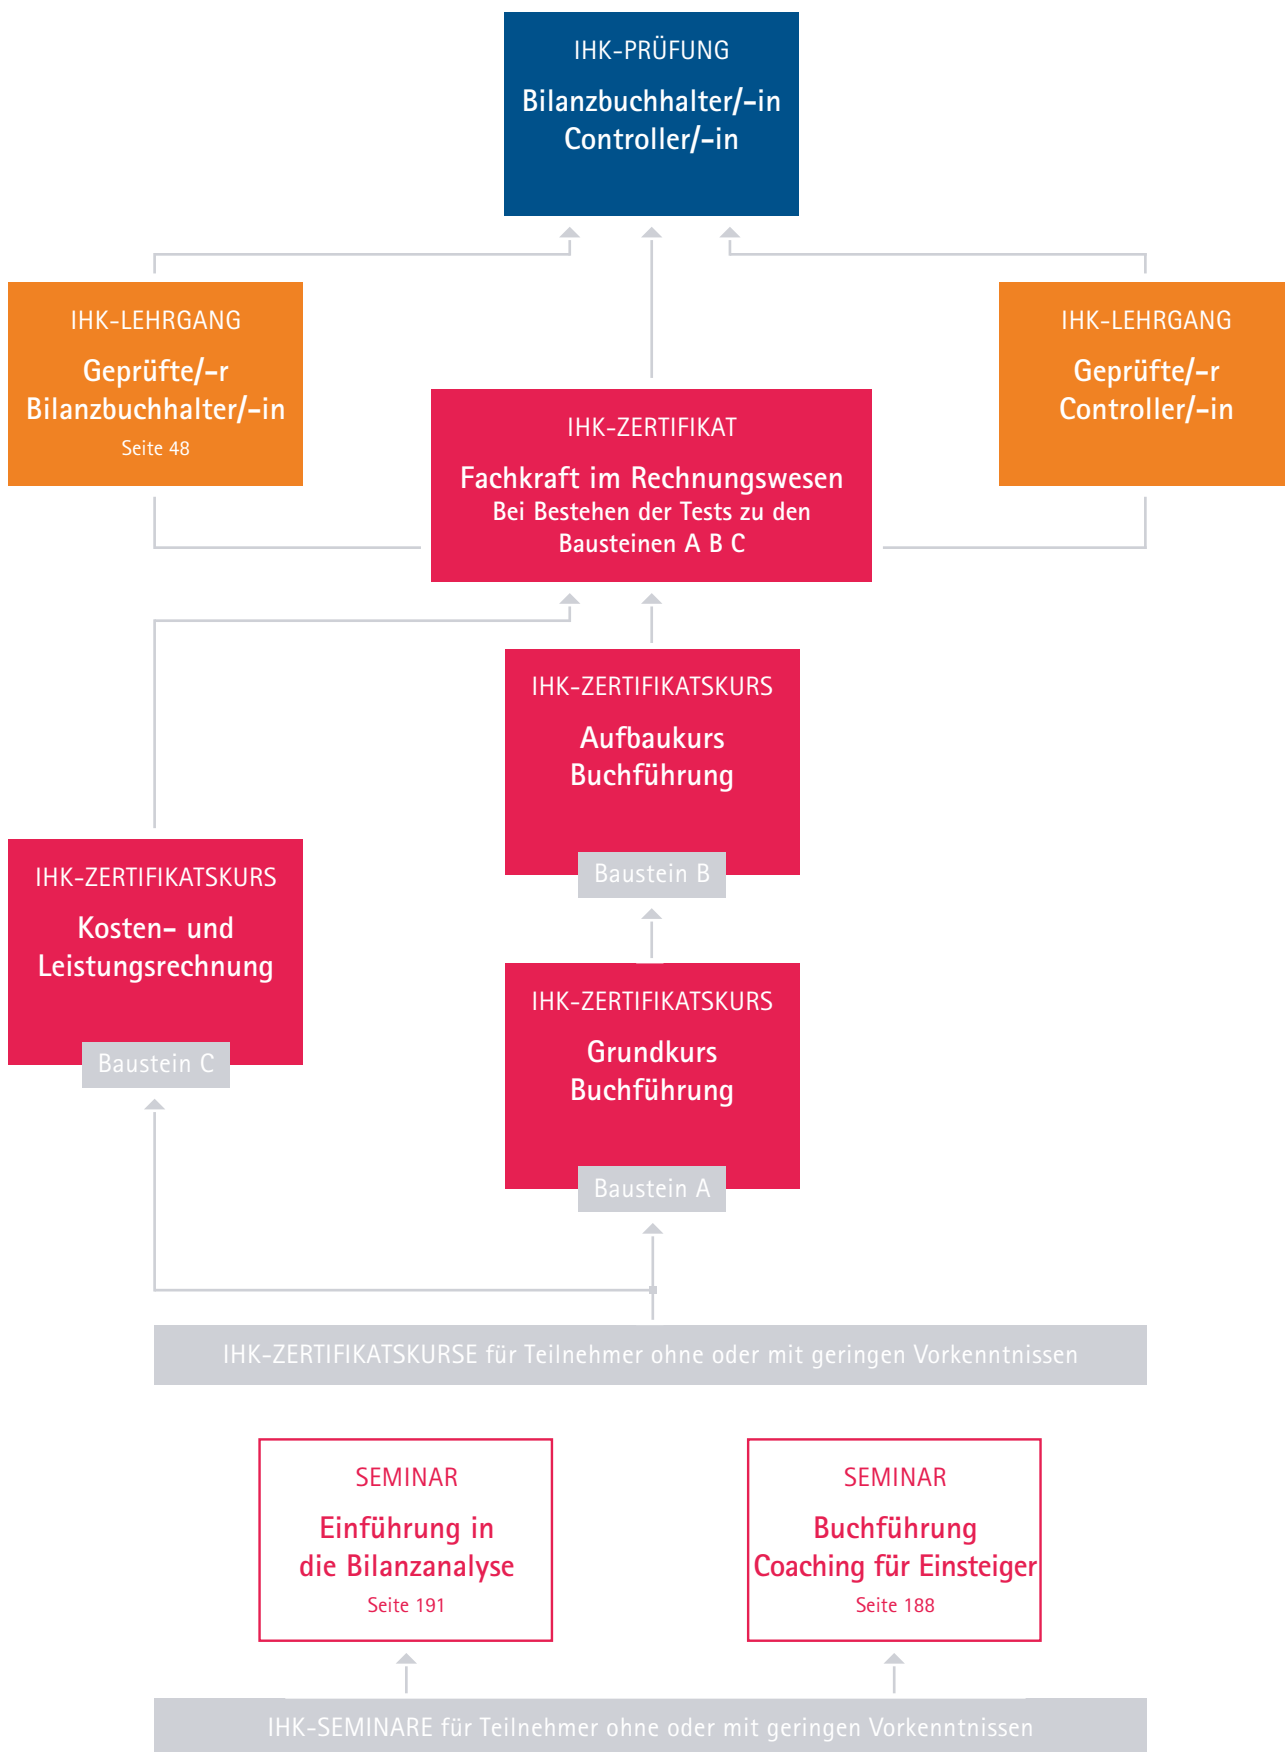 IHK-PRÜFUNG
Bilanzbuchhalter/-in
Controller/-in
IHK-LEHRGANG
Geprüfte/-r
Bilanzbuchhalter/-in
Seite 48
IHK-LEHRGANG
Geprüfte/-r
Controller/-in
IHK-ZERTIFIKAT
Fachkraft im Rechnungswesen
Bei Bestehen der Tests zu den
Bausteinen A B C
IHK-ZERTIFIKATSKURS
Aufbaukurs
Buchführung
Baustein B
IHK-ZERTIFIKATSKURS
Kosten- und
Leistungsrechnung
Baustein C
IHK-ZERTIFIKATSKURS
Grundkurs
Buchführung
Baustein A
IHK-ZERTIFIKATSKURSE für Teilnehmer ohne oder mit geringen Vorkenntnissen
SEMINAR
Einführung in
die Bilanzanalyse
Seite 191
SEMINAR
Buchführung
Coaching für Einsteiger
Seite 188
IHK-SEMINARE für Teilnehmer ohne oder mit geringen Vorkenntnissen